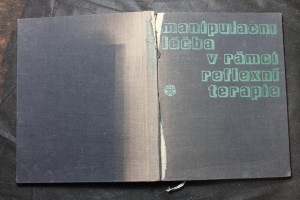 manipulační
léčba
v rámci
reflexní
terapie